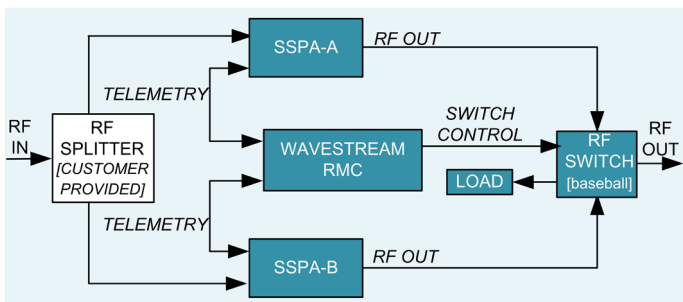 SSPA-A
RF OUT
TELEMETRY
RF
IN
RF
SPLITTER
[CUSTOMER
PROVIDED]
WAVESTREAM
RMC
SWITCH
CONTROL
RF
SWITCH
[baseball]
RF
OUT
LOAD
TELEMETRY
SSPA-B
RF OUT